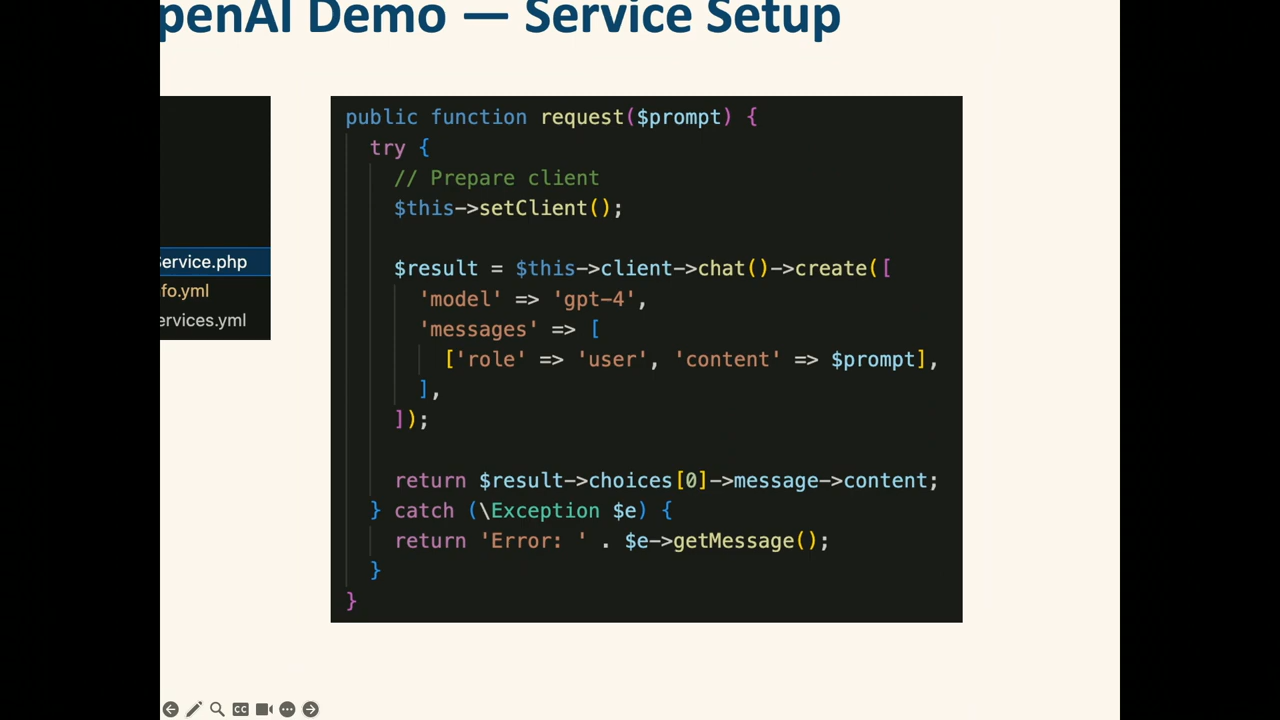 penAI Demo — Service Setup
ervice.php
fo.yml
ervices.yml
public function request($prompt) {
try {
// Prepare client
$this->setClient();
$result = $this->client->chat()->create([
'model' => 'gpt-4',
'messages' => [
['role' => 'user', 'content' => $prompt],
],
]);
return $result->choices[0]->message->content;
} catch (\Exception $e) {
return 'Error: ' . $e->getMessage();
}
}
CC